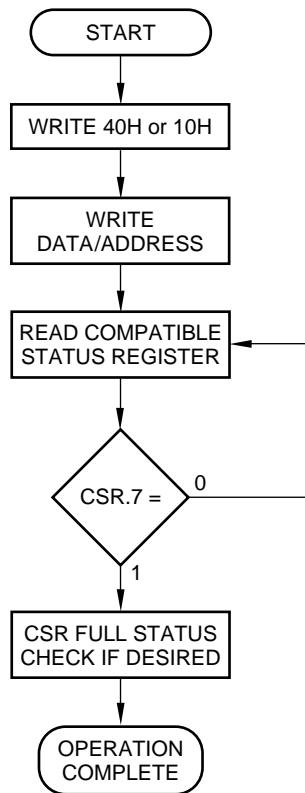 START
WRITE 40H or 10H
WRITE
DATA/ADDRESS
READ COMPATIBLE
STATUS REGISTER
CSR.7 =
0
1
CSR FULL STATUS
CHECK IF DESIRED
OPERATION
COMPLETE